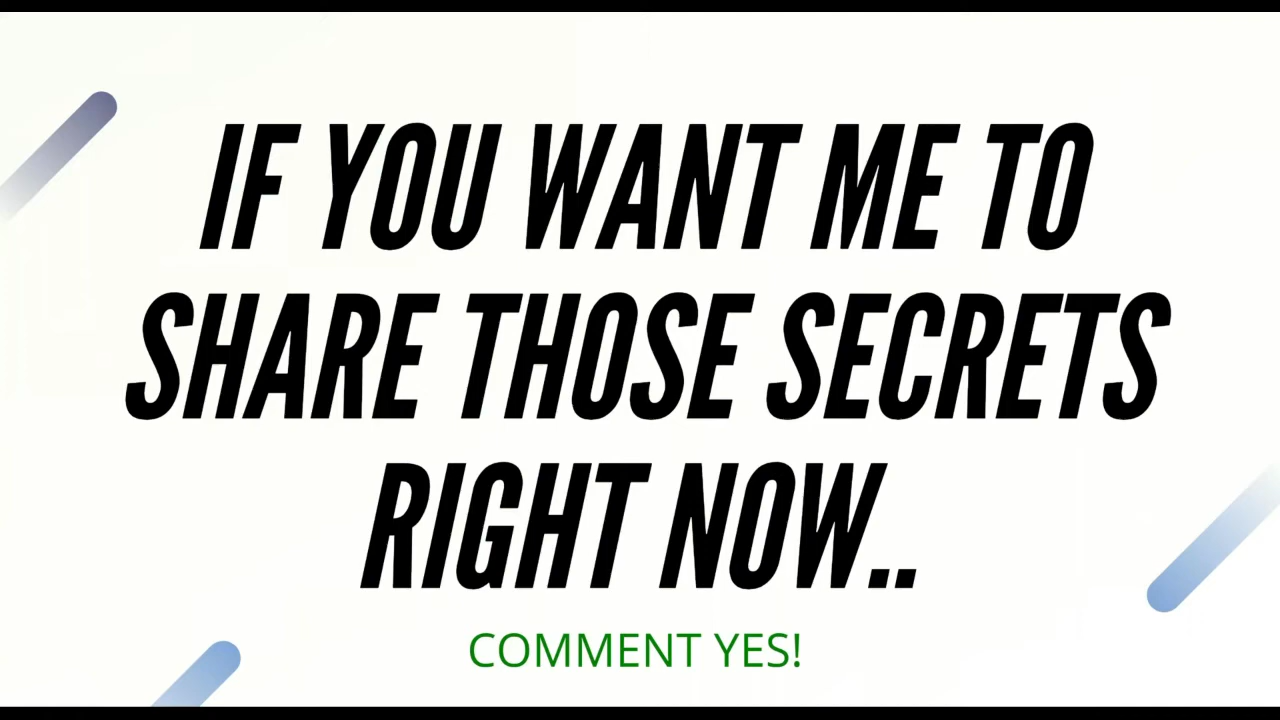 IF YOU WANT ME TO
SHARE THOSE SECRETS
RIGHT NOW..
COMMENT YES!